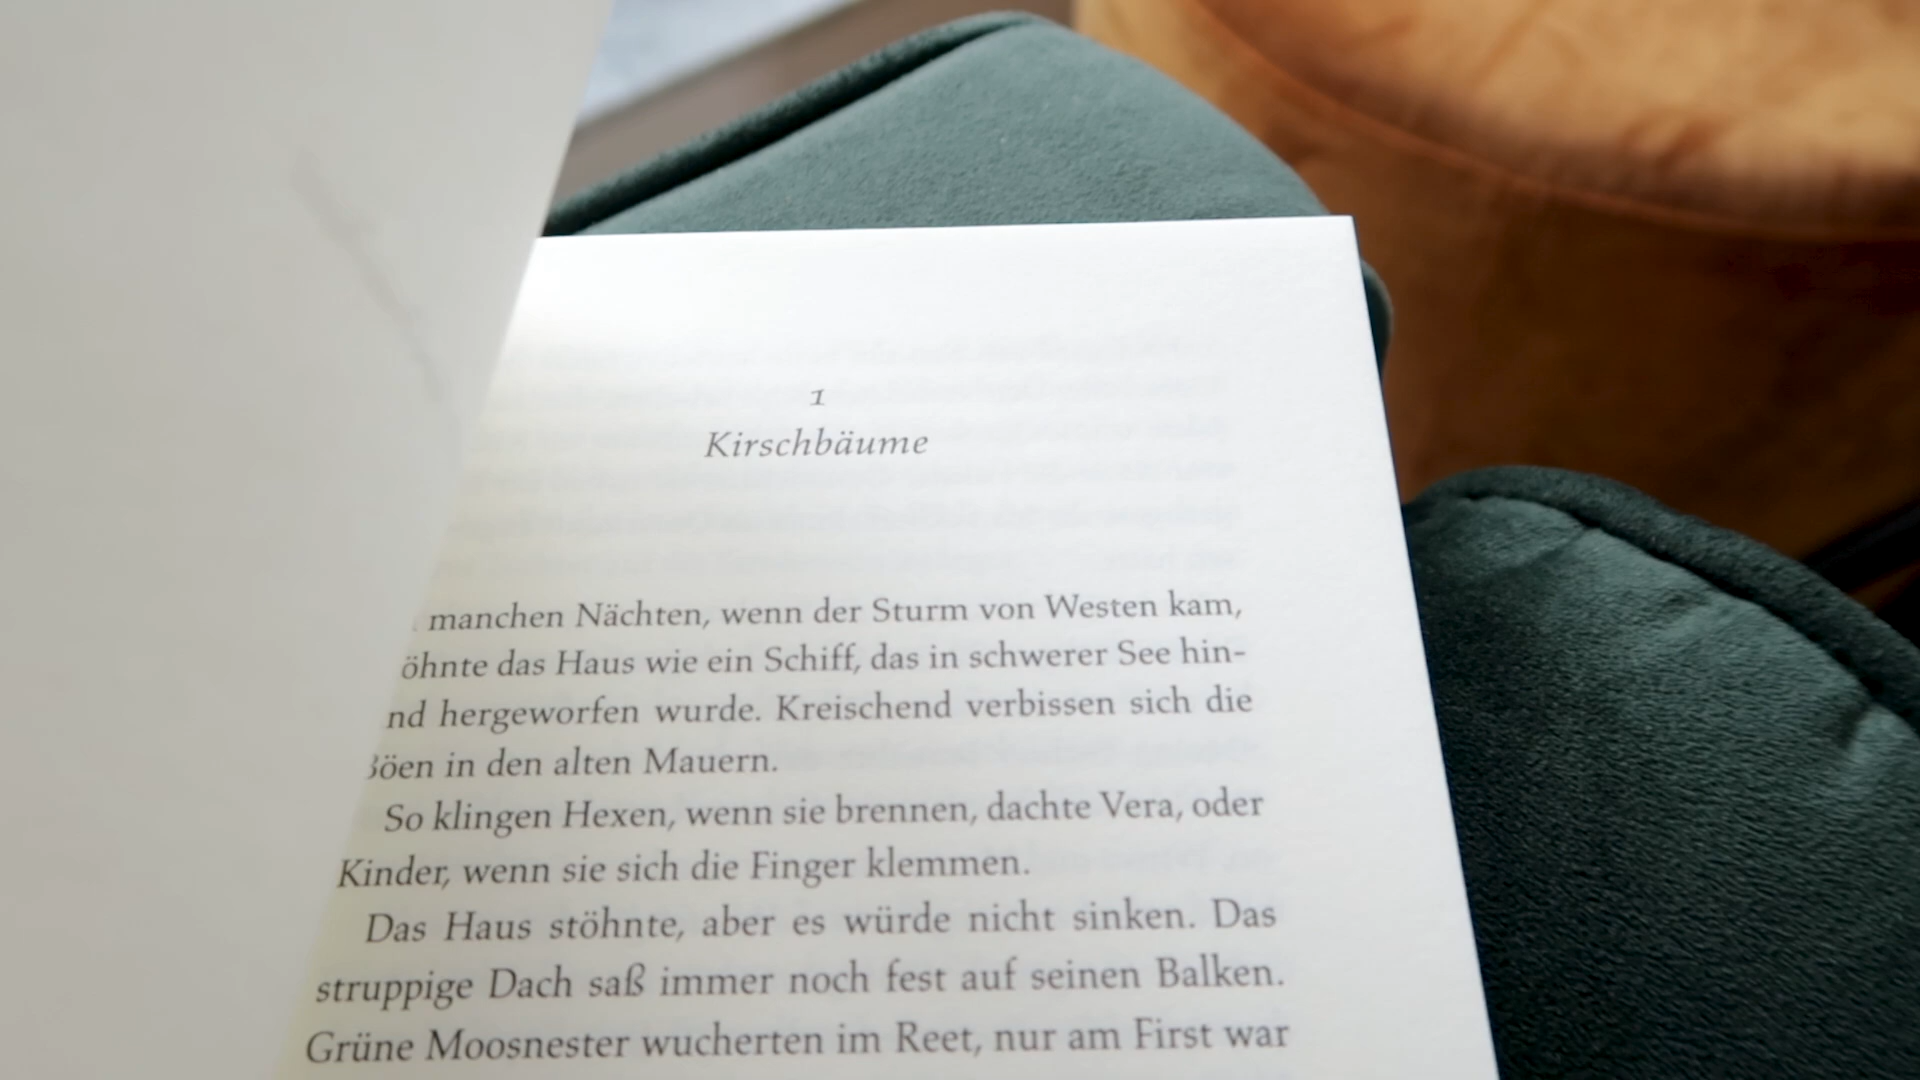 1
Kirschbäume
manchen Nächten, wenn der Sturm von Westen kam,
öhnte das Haus wie ein Schiff, das in schwerer See hin-
nd hergeworfen wurde. Kreischend verbissen sich die
Böen in den alten Mauern.
So klingen Hexen, wenn sie brennen, dachte Vera, oder
Kinder, wenn sie sich die Finger klemmen.
Das Haus stöhnte, aber es würde nicht sinken. Das
struppige Dach saß immer noch fest auf seinen Balken.
Grüne Moosnester wucherten im Reet, nur am First war